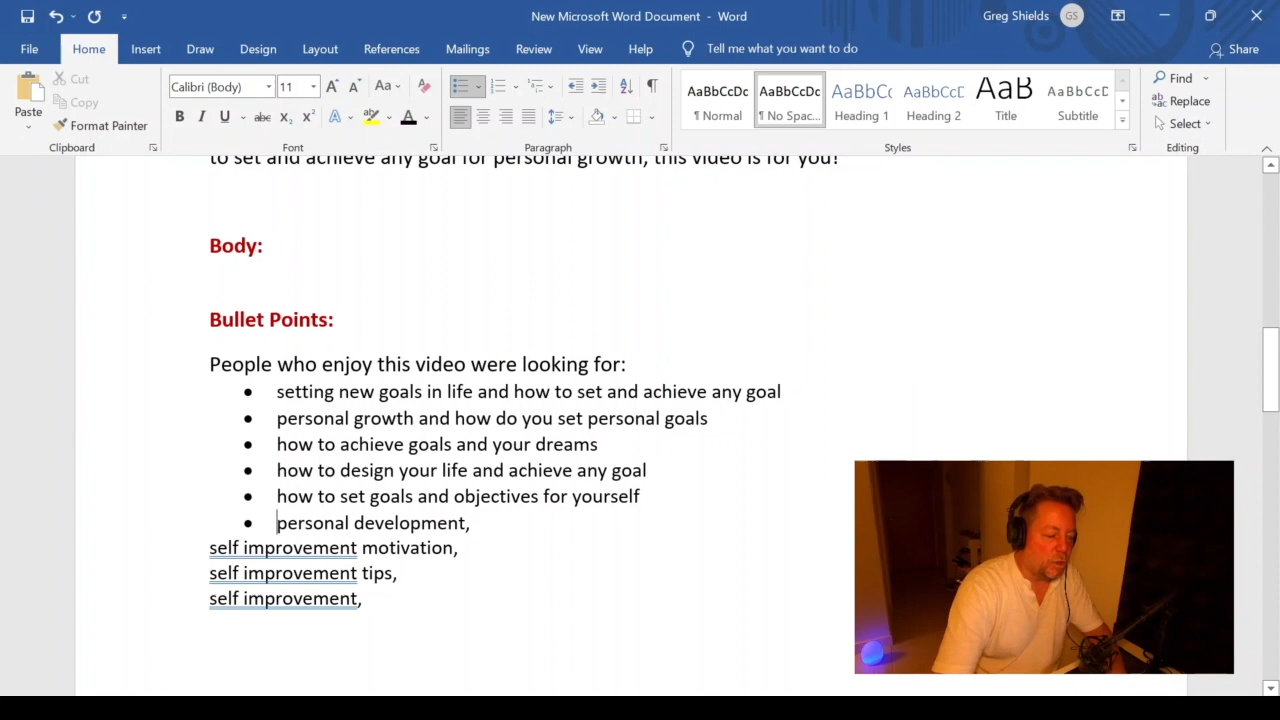 New Microsoft Word Document - Word
Greg Shields GS
File Home Insert Draw Design Layout References Mailings Review View Help Tell me what you want to do Share
Paste
Cut
Copy
Format Painter
Clipboard
Calibri (Body) 11
Font
Paragraph
AaBbCcDc AaBbCcDc AaBbCc AaBbCcD AaB AaBbCcD
¶ Normal ¶ No Spac... Heading 1 Heading 2 Title Subtitle
Styles
Find
Replace
Select
Editing
to set and achieve any goal for personal growth, this video is for you!
Body:
Bullet Points:
People who enjoy this video were looking for:
• setting new goals in life and how to set and achieve any goal
• personal growth and how do you set personal goals
• how to achieve goals and your dreams
• how to design your life and achieve any goal
• how to set goals and objectives for yourself
• personal development,
self improvement motivation,
self improvement tips,
self improvement,